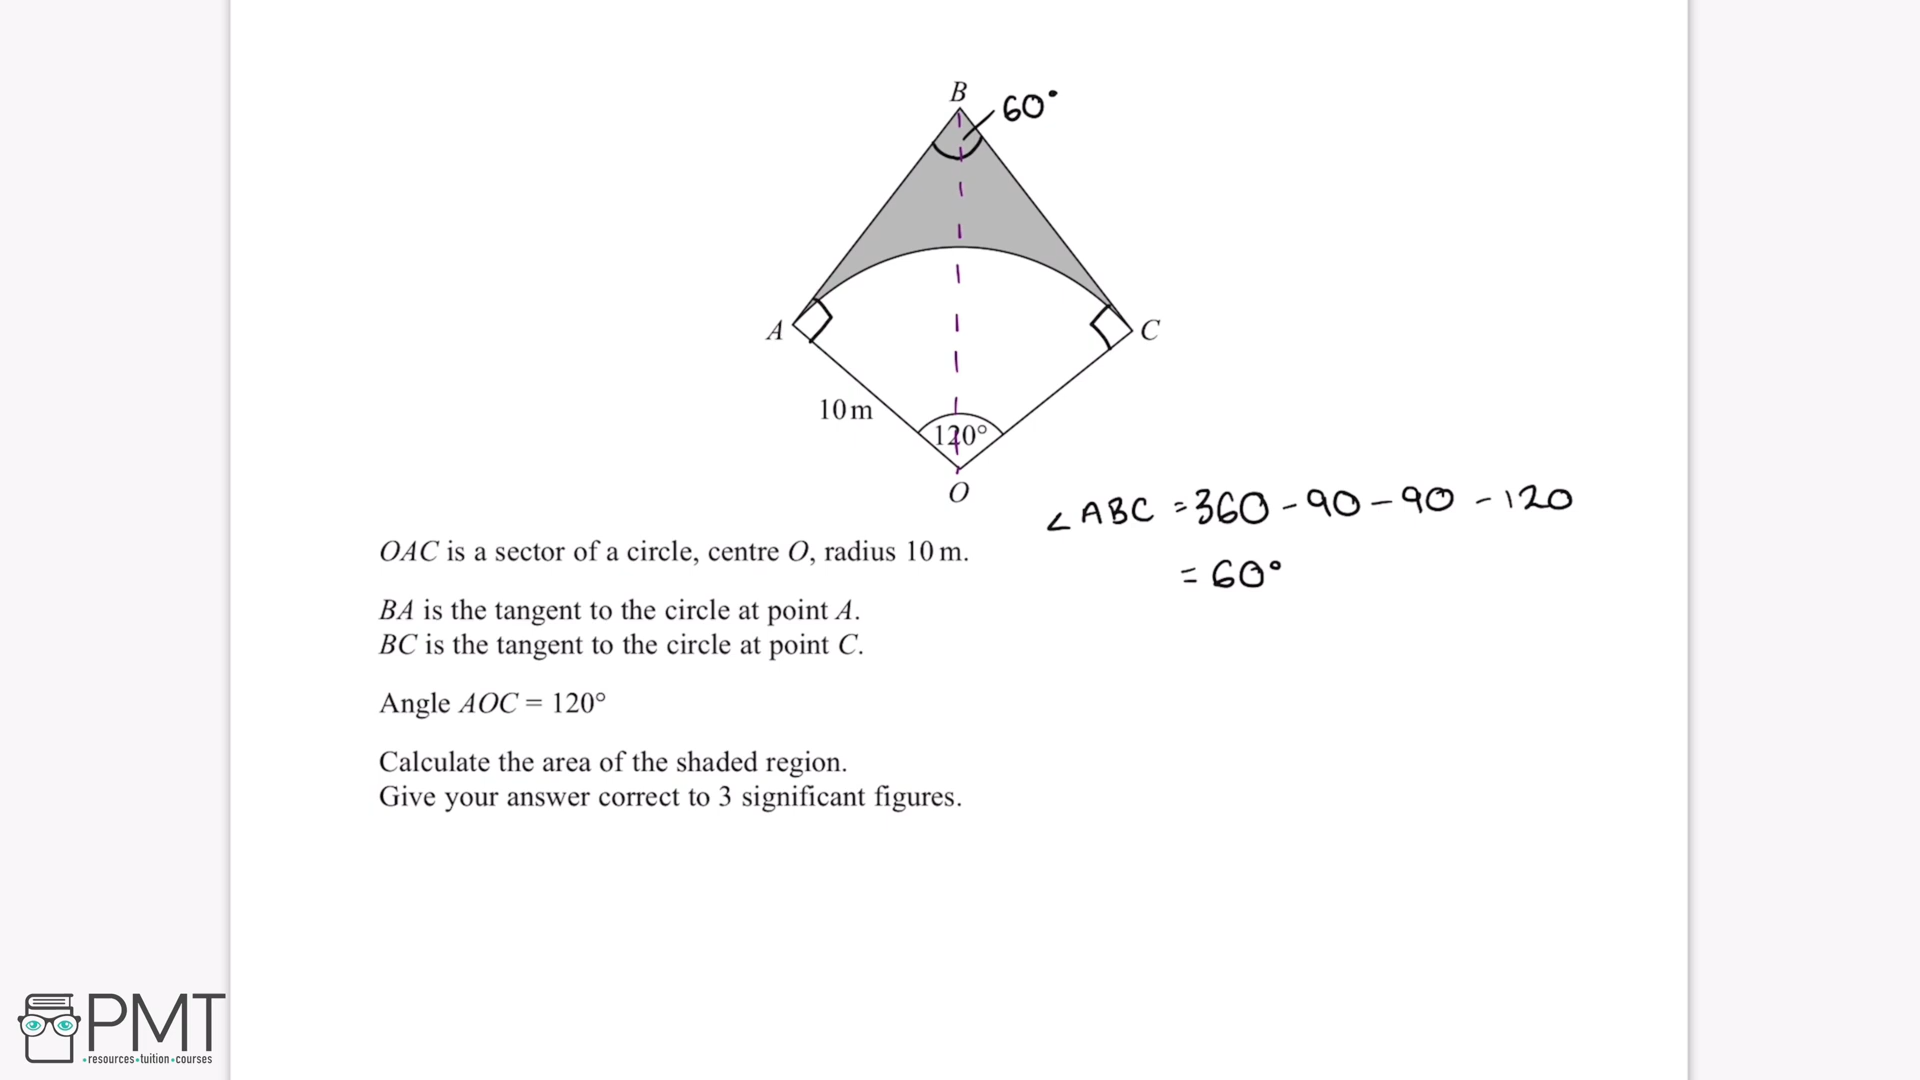 B
60°
A
C
10 m
120°
O
∠ABC = 360 - 90 - 90 - 120
= 60°
OAC is a sector of a circle, centre O, radius 10 m.
BA is the tangent to the circle at point A.
BC is the tangent to the circle at point C.
Angle AOC = 120°
Calculate the area of the shaded region.
Give your answer correct to 3 significant figures.
PMT
•resources•tuition•courses